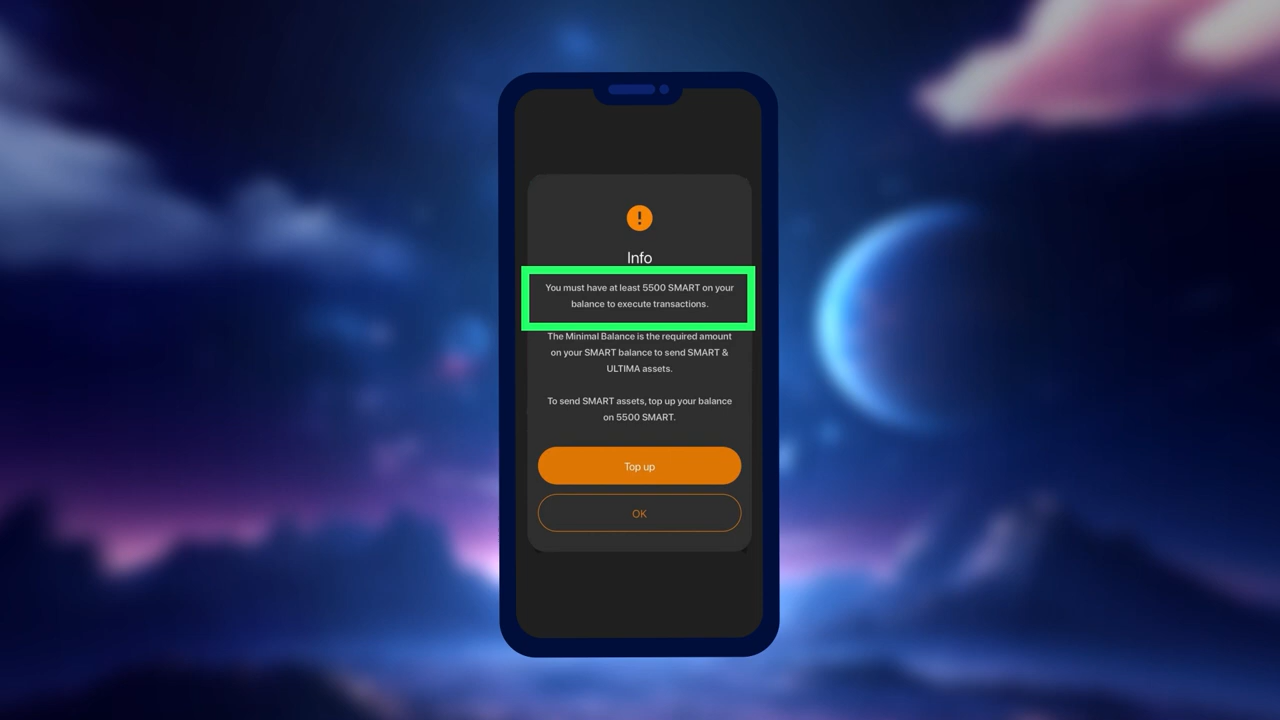 Info
You must have at least 5500 SMART on your
balance to execute transactions.
The Minimal Balance is the required amount
on your SMART balance to send SMART &
ULTIMA assets.
To send SMART assets, top up your balance
on 5500 SMART.
Top up
OK